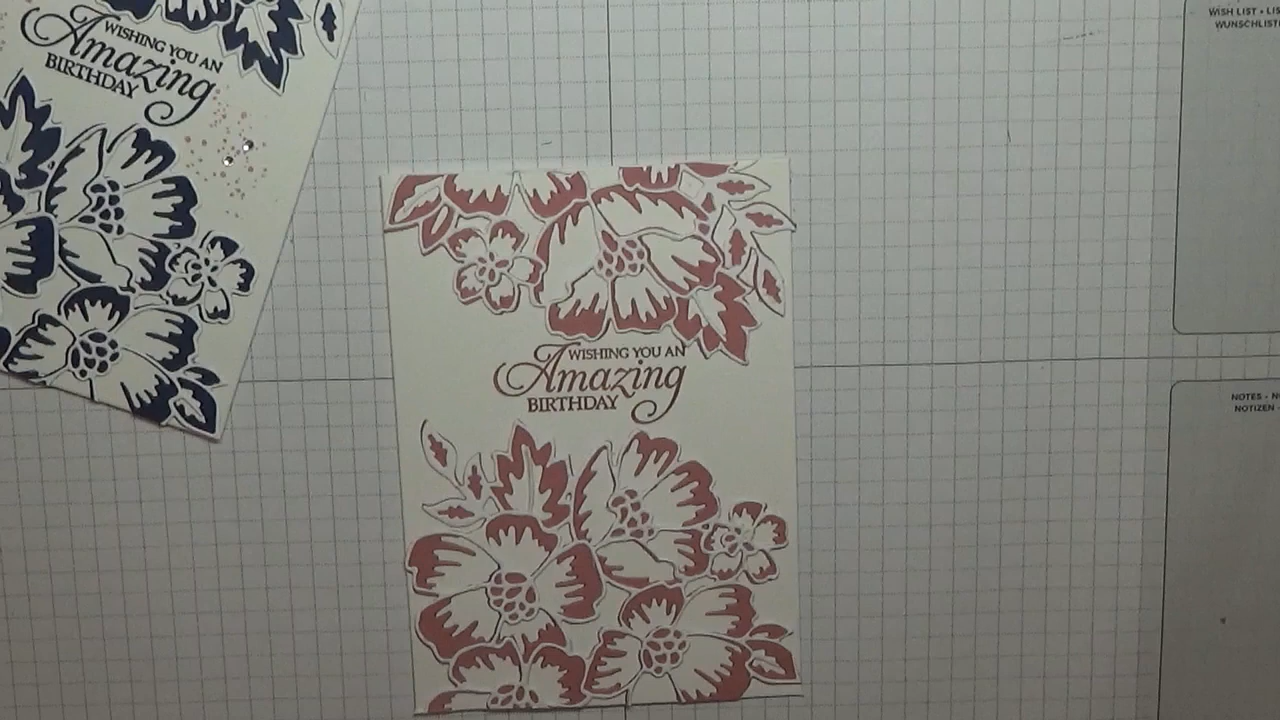 WISHING YOU AN
Amazing
BIRTHDAY
WISHING YOU AN
Amazing
BIRTHDAY
WISH LIST •
WUNSCHLIST
NOTES •
NOTIZEN